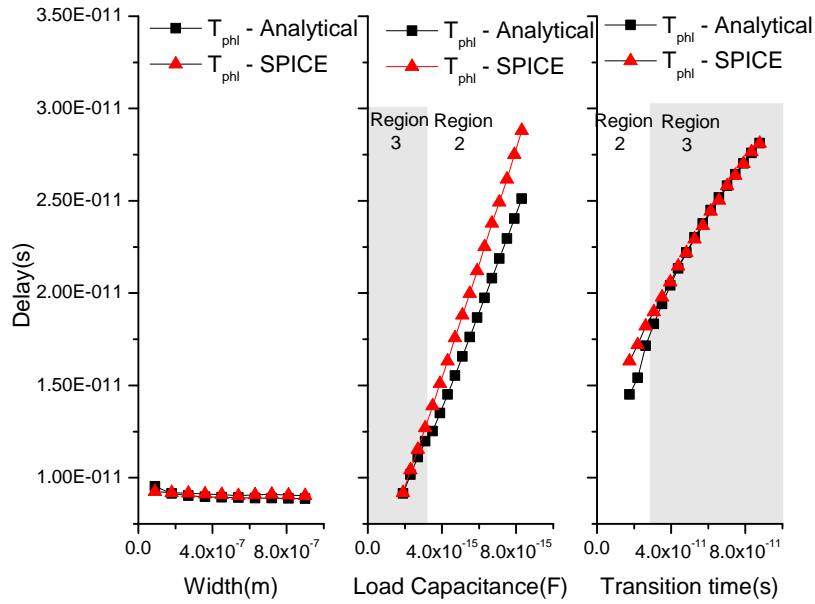 3.50E-011
3.00E-011
2.50E-011
2.00E-011
1.50E-011
1.00E-011
Delay(s)
T_phl - Analytical
T_phl - SPICE
0.0
4.0x10^-7
8.0x10^-7
Width(m)
T_phl - Analytical
T_phl - SPICE
Region
3
Region
2
0.0
4.0x10^-15
8.0x10^-15
Load Capacitance(F)
T_phl - Analytical
T_phl - SPICE
Region
2
Region
3
0.0
4.0x10^-11
8.0x10^-11
Transition time(s)